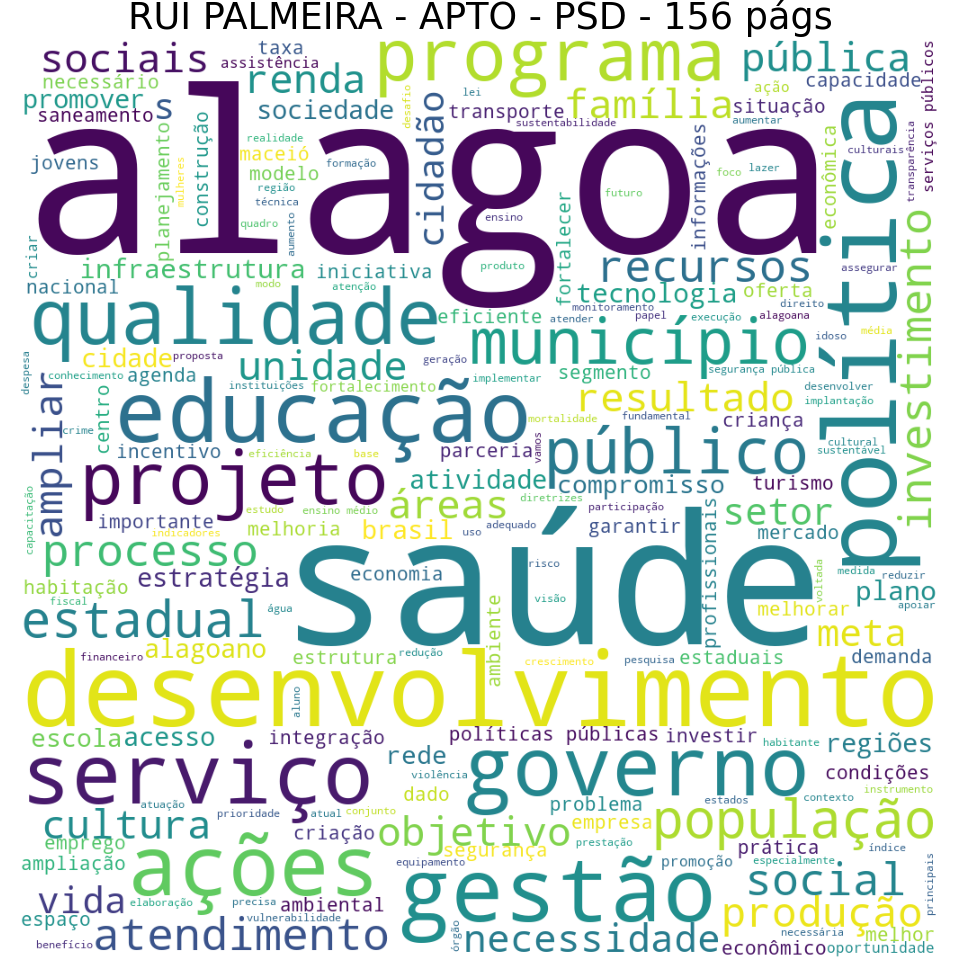 RUI PALMEIRA - APTO - PSD - 156 págs
sociais
taxa
assistência
programa
pública
necessário
renda
capacidade
promover
s
sociedade
lei
desafio
transporte
família
ação
situação
saneamento
sustentabilidade
aumentar
serviços públicos
alagoa
jovens
planejamento
mulheres
construção
realidade
maceió
formação
modelo
região
técnica
quadro
aumento
cidadão
ensino
informações
foco
lazer
futuro
econômica
culturais
transparência
política
criar
infraestrutura
iniciativa
produto
fortalecer
recursos
assegurar
nacional
modo
atenção
tecnologia
oferta
direito
qualidade
eficiente
monitoramento
atender
papel
execução
alagoana
investimento
município
idoso
média
despesa
cidade
proposta
unidade
geração
segurança pública
conhecimento
agenda
instituições
fortalecimento
implementar
segmento
desenvolver
ampliar
centro
educação
resultado
implantação
crime
mortalidade
fundamental
criança
incentivo
vamos
parceria
público
cultural
sustentável
eficiência
base
projeto
atividade
compromisso
turismo
capacitação
estudo
ensino médio
áreas
diretrizes
participação
setor
importante
indicadores
melhoria
brasil
uso
adequado
garantir
profissionais
mercado
processo
saúde
risco
habitação
estratégia
economia
voltada
medida
reduzir
plano
fiscal
visão
apoiar
estadual
água
ambiente
melhorar
meta
alagoano
financeiro
estrutura
redução
crescimento
pesquisa
estaduais
demanda
desenvolvimento
aluno
escola
acesso
integração
políticas públicas
investir
habitante
regiões
rede
serviço
violência
governo
condições
dado
instrumento
atuação
prioridade
atual
conjunto
problema
estados
contexto
cultura
criação
objetivo
empresa
população
emprego
segurança
prestação
prática
índice
ampliação
ações
equipamento
promoção
especialmente
principais
vida
elaboração
precisa
ambiental
gestão
social
espaço
vulnerabilidade
produção
benefício
atendimento
órgão
necessidade
necessária
melhor
econômico
oportunidade